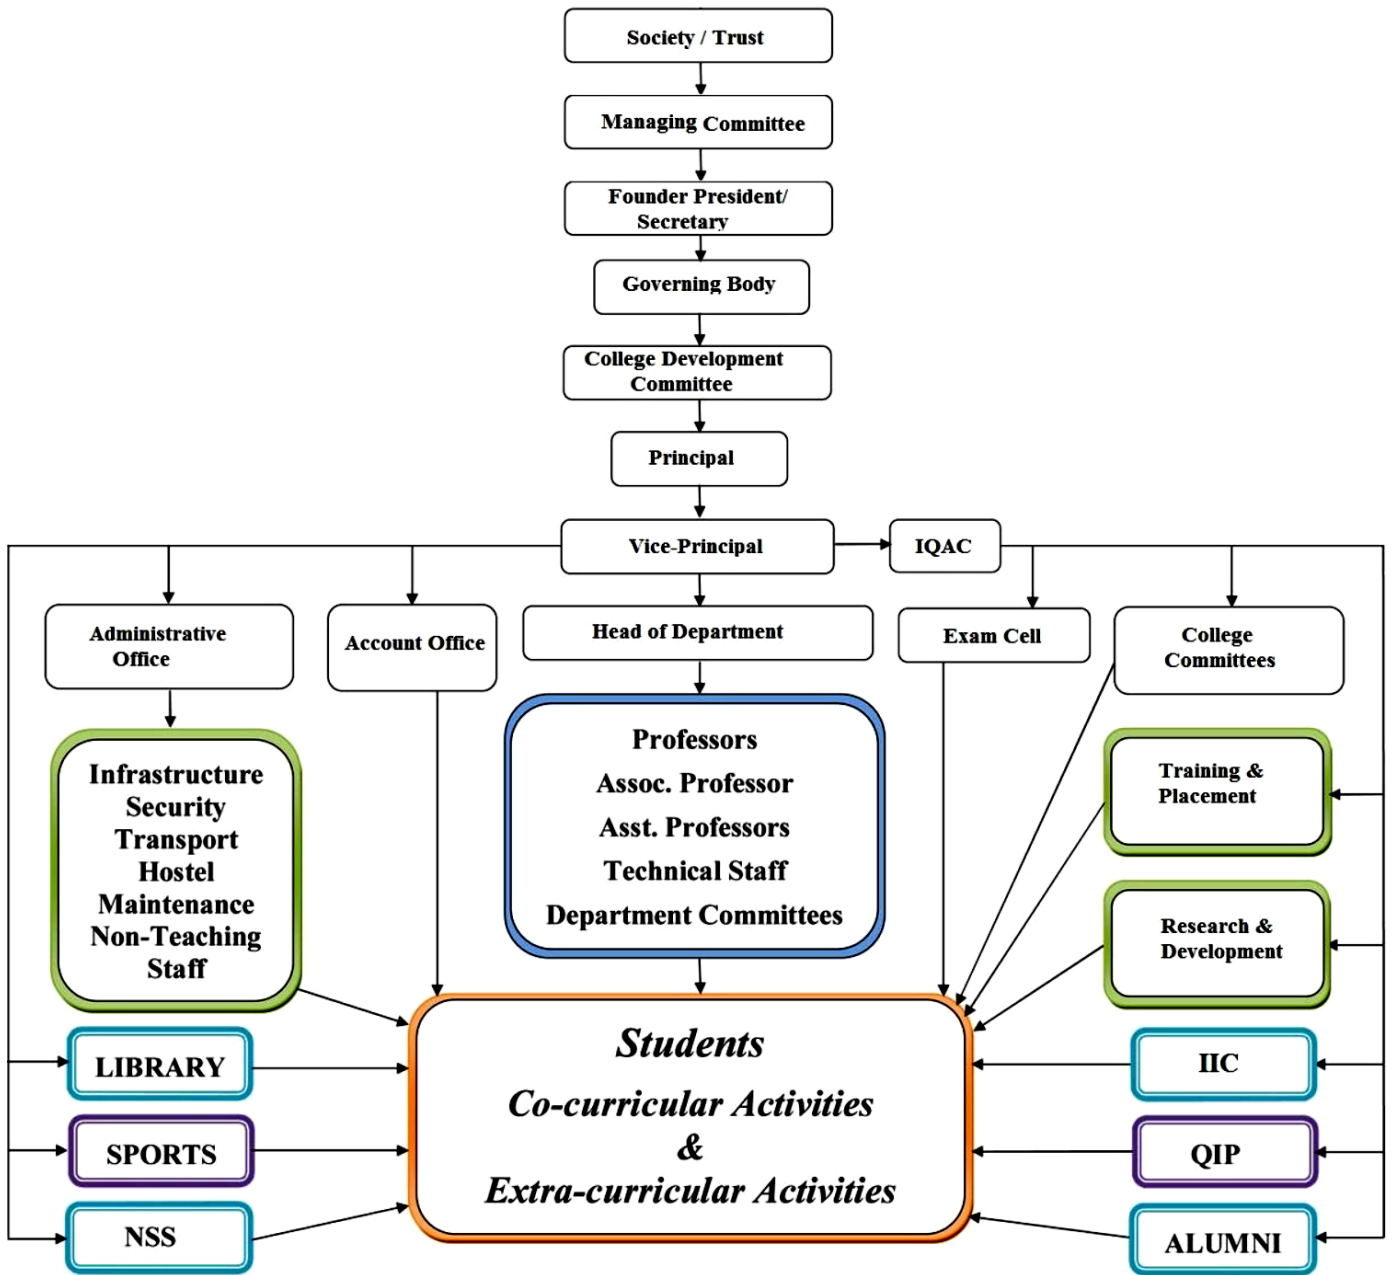 Society / Trust
Managing Committee
Founder President/
Secretary
Governing Body
College Development
Committee
Principal
Vice-Principal
IQAC
Administrative
Office
Account Office
Head of Department
Exam Cell
College
Committees
Infrastructure
Security
Transport
Hostel
Maintenance
Non-Teaching
Staff
Professors
Assoc. Professor
Asst. Professors
Technical Staff
Department Committees
Training &
Placement
Research &
Development
LIBRARY
SPORTS
NSS
Students
Co-curricular Activities
&
Extra-curricular Activities
IIC
QIP
ALUMNI